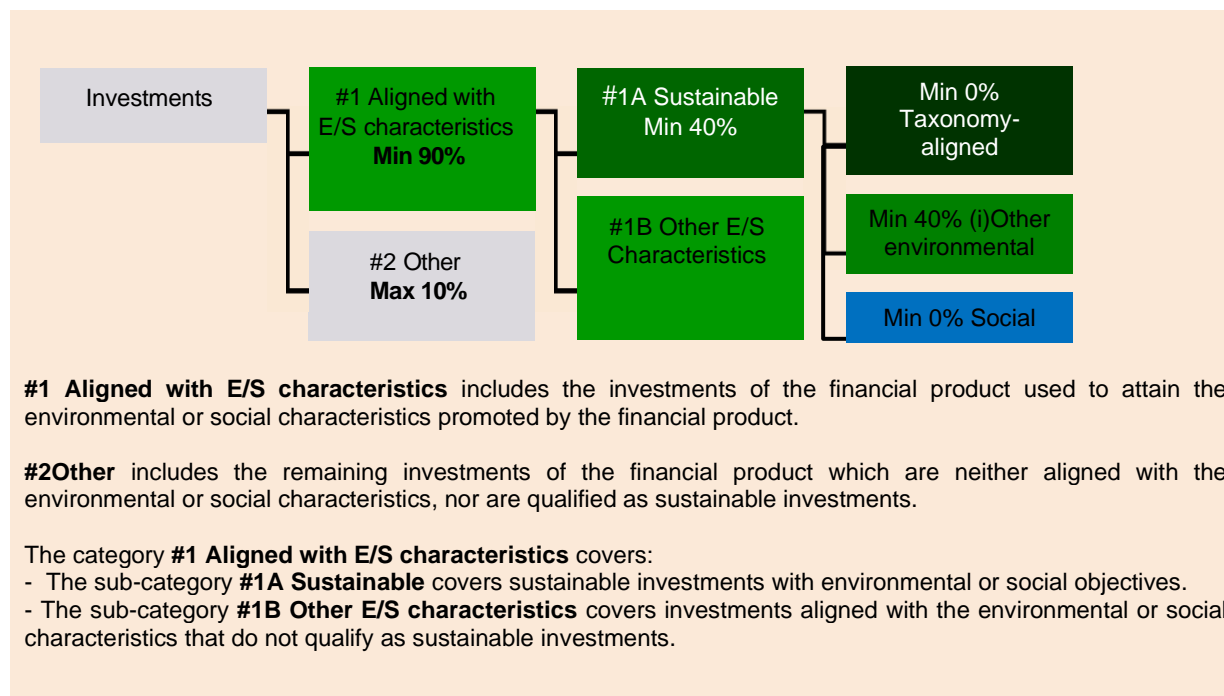 Investments
#1 Aligned with
E/S characteristics
Min 90%
#2 Other
Max 10%
#1A Sustainable
Min 40%
#1B Other E/S
Characteristics
Min 0%
Taxonomy-
aligned
Min 40% (i)Other
environmental
Min 0% Social
#1 Aligned with E/S characteristics includes the investments of the financial product used to attain the
environmental or social characteristics promoted by the financial product.
#2Other includes the remaining investments of the financial product which are neither aligned with the
environmental or social characteristics, nor are qualified as sustainable investments.
The category #1 Aligned with E/S characteristics covers:
- The sub-category #1A Sustainable covers sustainable investments with environmental or social objectives.
- The sub-category #1B Other E/S characteristics covers investments aligned with the environmental or social
characteristics that do not qualify as sustainable investments.